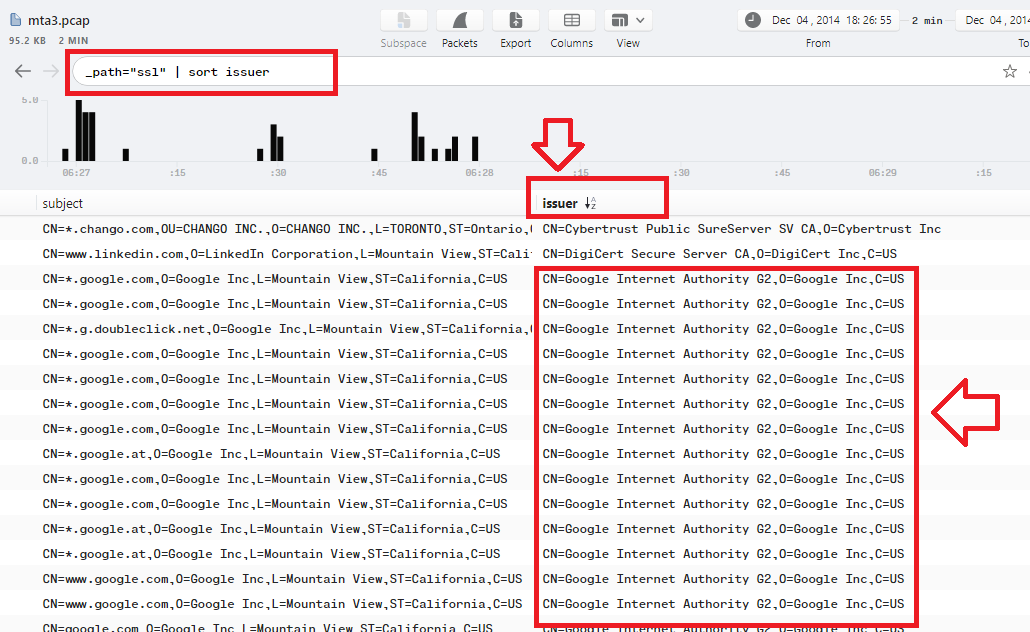 mta3.pcap
95.2 KB 2 MIN
Subspace Packets Export Columns View
Dec 04 , 2014 18:26:55 2 min Dec 04 , 2014
From To
_path="ssl" | sort issuer
5.0
0.0
06:27 :15 :30 :45 06:28 :15 :30 :45 06:29 :15
subject issuer
CN=*.chango.com,OU=CHANGO INC.,O=CHANGO INC.,L=TORONTO,ST=Ontario, CN=Cybertrust Public SureServer SV CA,O=Cybertrust Inc
CN=www.linkedin.com,O=LinkedIn Corporation,L=Mountain View,ST=Cali CN=DigiCert Secure Server CA,O=DigiCert Inc,C=US
CN=*.google.com,O=Google Inc,L=Mountain View,ST=California,C=US CN=Google Internet Authority G2,O=Google Inc,C=US
CN=*.google.com,O=Google Inc,L=Mountain View,ST=California,C=US CN=Google Internet Authority G2,O=Google Inc,C=US
CN=*.g.doubleclick.net,O=Google Inc,L=Mountain View,ST=California, CN=Google Internet Authority G2,O=Google Inc,C=US
CN=*.google.com,O=Google Inc,L=Mountain View,ST=California,C=US CN=Google Internet Authority G2,O=Google Inc,C=US
CN=*.google.com,O=Google Inc,L=Mountain View,ST=California,C=US CN=Google Internet Authority G2,O=Google Inc,C=US
CN=*.google.com,O=Google Inc,L=Mountain View,ST=California,C=US CN=Google Internet Authority G2,O=Google Inc,C=US
CN=*.google.com,O=Google Inc,L=Mountain View,ST=California,C=US CN=Google Internet Authority G2,O=Google Inc,C=US
CN=*.google.at,O=Google Inc,L=Mountain View,ST=California,C=US CN=Google Internet Authority G2,O=Google Inc,C=US
CN=*.google.com,O=Google Inc,L=Mountain View,ST=California,C=US CN=Google Internet Authority G2,O=Google Inc,C=US
CN=*.google.com,O=Google Inc,L=Mountain View,ST=California,C=US CN=Google Internet Authority G2,O=Google Inc,C=US
CN=*.google.at,O=Google Inc,L=Mountain View,ST=California,C=US CN=Google Internet Authority G2,O=Google Inc,C=US
CN=*.google.at,O=Google Inc,L=Mountain View,ST=California,C=US CN=Google Internet Authority G2,O=Google Inc,C=US
CN=www.google.com,O=Google Inc,L=Mountain View,ST=California,C=US CN=Google Internet Authority G2,O=Google Inc,C=US
CN=www.google.com,O=Google Inc,L=Mountain View,ST=California,C=US CN=Google Internet Authority G2,O=Google Inc,C=US
CN=google.com,O=Google Inc,L=Mountain View,ST=California,C=US CN=Google Internet Authority G2,O=Google Inc,C=US